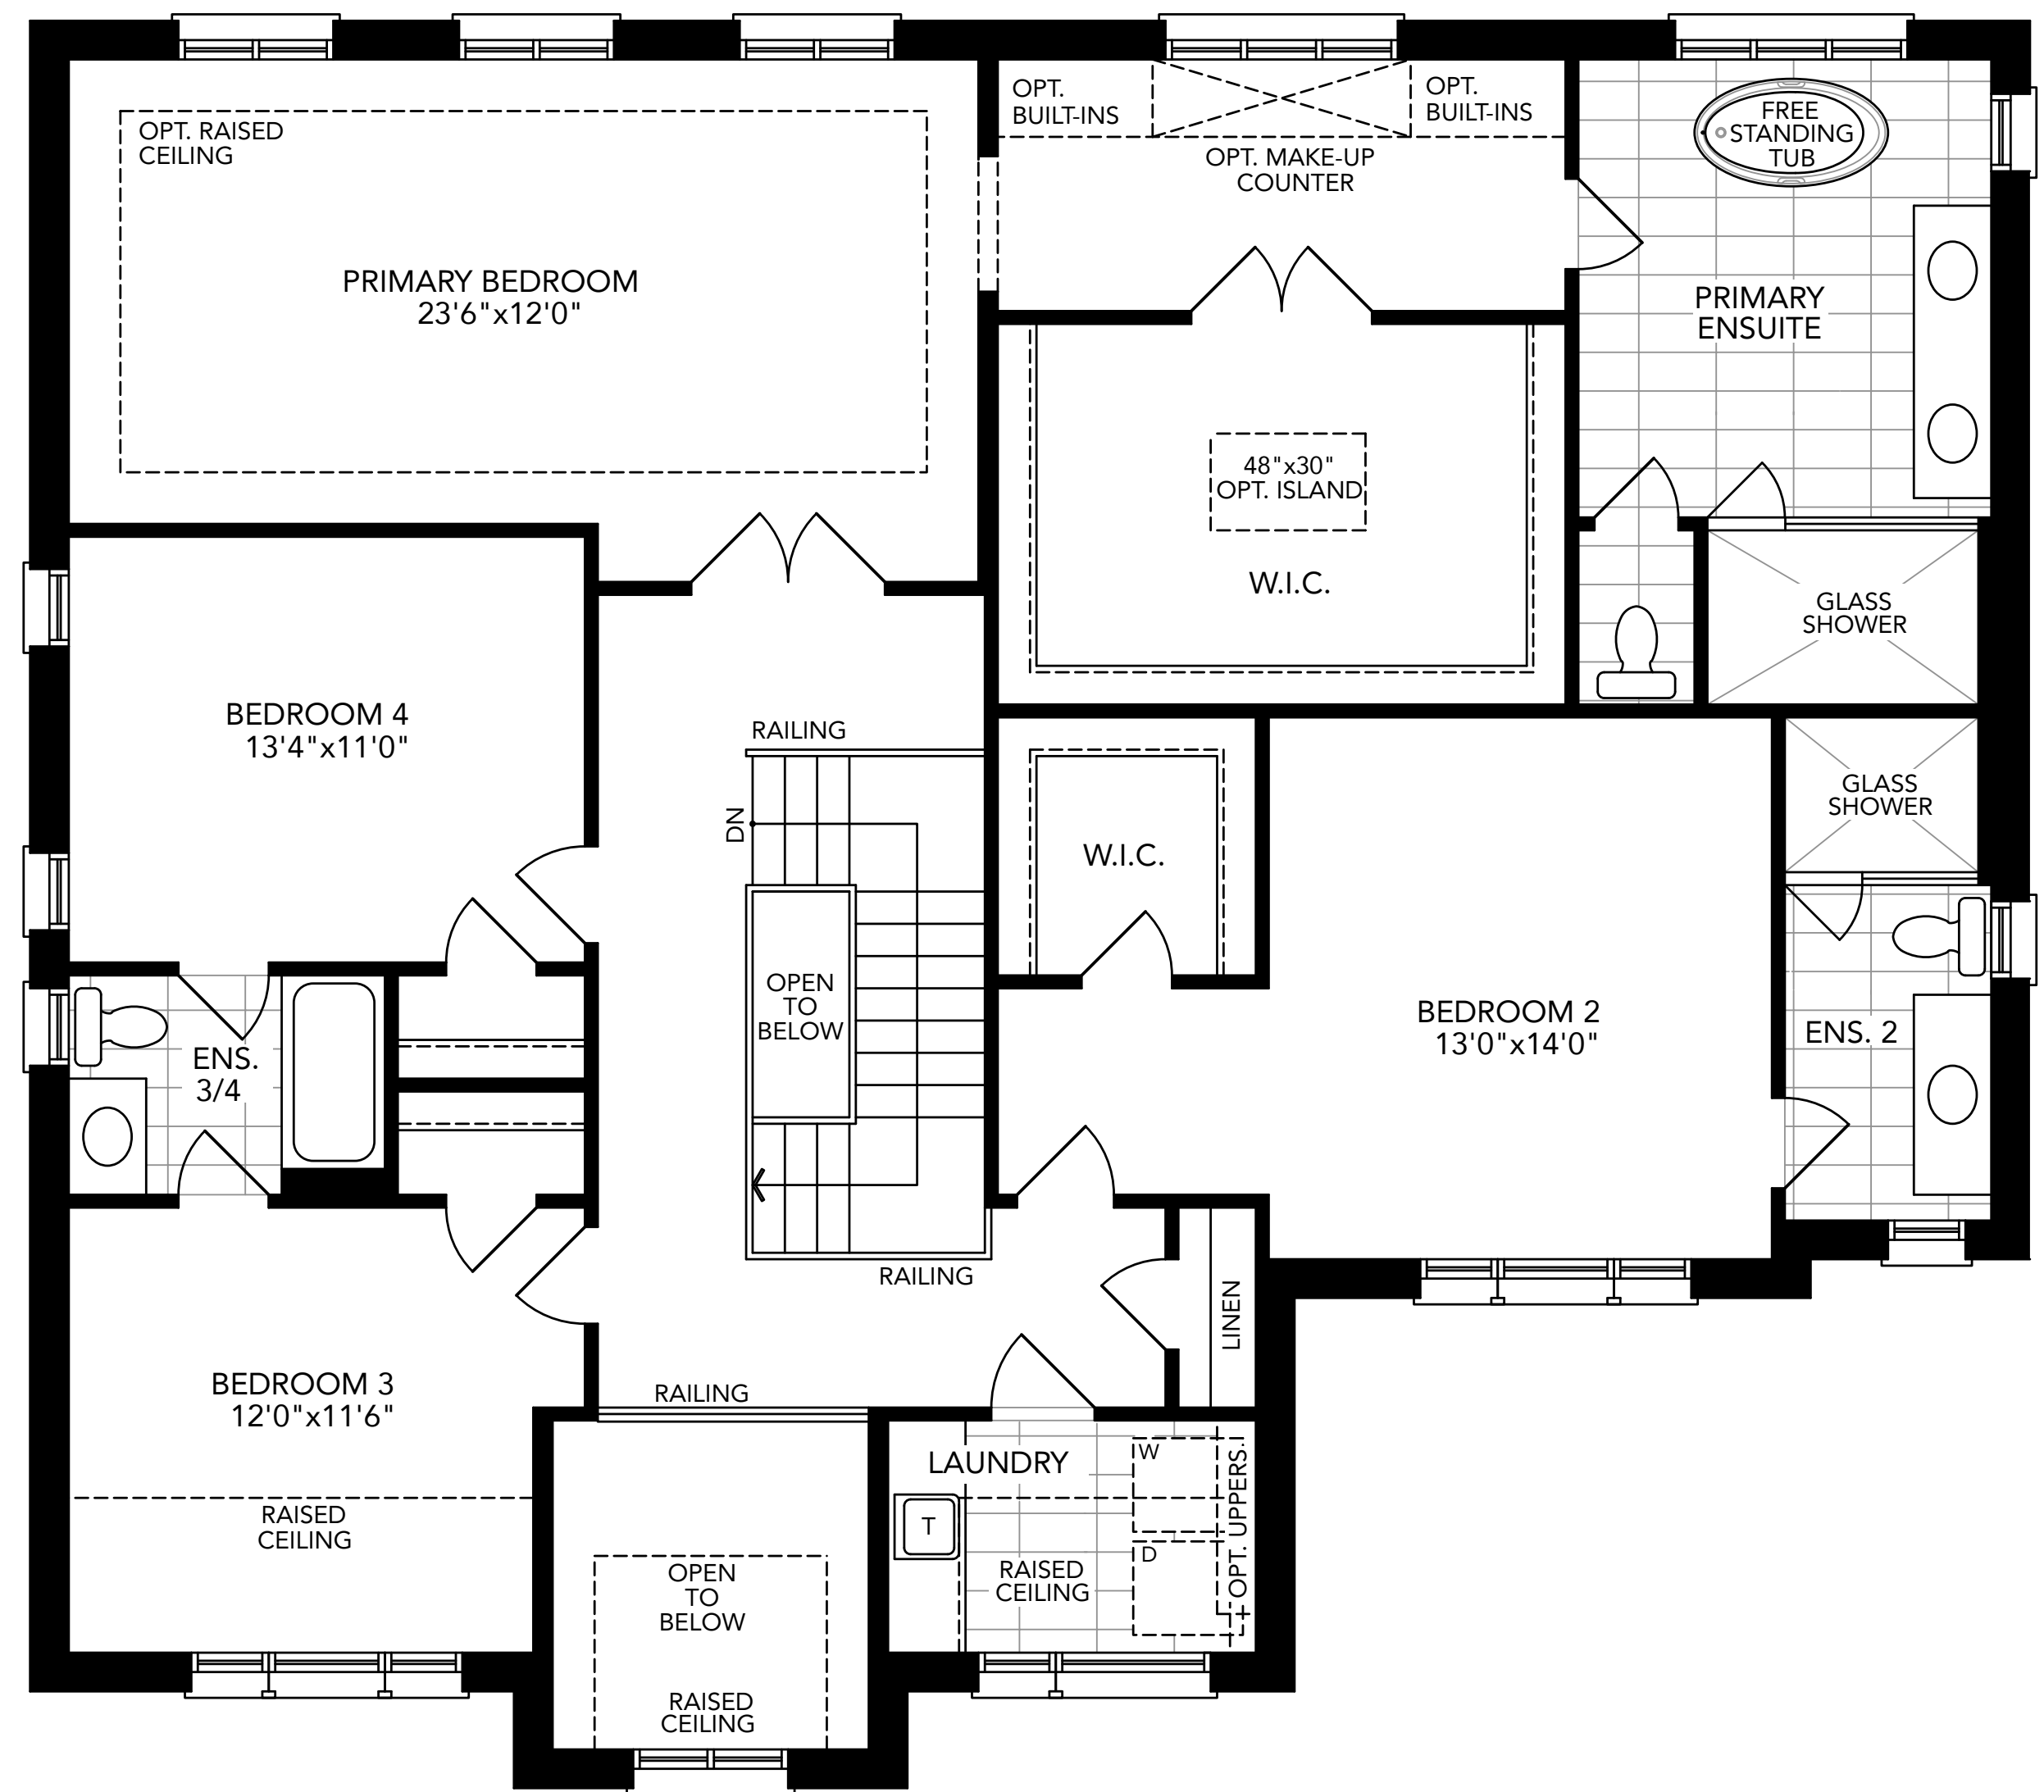 OPT. RAISED
CEILING
PRIMARY BEDROOM
23'6"x12'0"
OPT.
BUILT-INS
OPT.
BUILT-INS
OPT. MAKE-UP
COUNTER
FREE
STANDING
TUB
PRIMARY
ENSUITE
48"x30"
OPT. ISLAND
W.I.C.
GLASS
SHOWER
BEDROOM 4
13'4"x11'0"
RAILING
DN
OPEN
TO
BELOW
RAILING
W.I.C.
BEDROOM 2
13'0"x14'0"
GLASS
SHOWER
ENS. 2
ENS.
3/4
LINEN
BEDROOM 3
12'0"x11'6"
RAISED
CEILING
RAILING
OPEN
TO
BELOW
RAISED
CEILING
LAUNDRY
W
T
D
OPT. UPPERS.
RAISED
CEILING